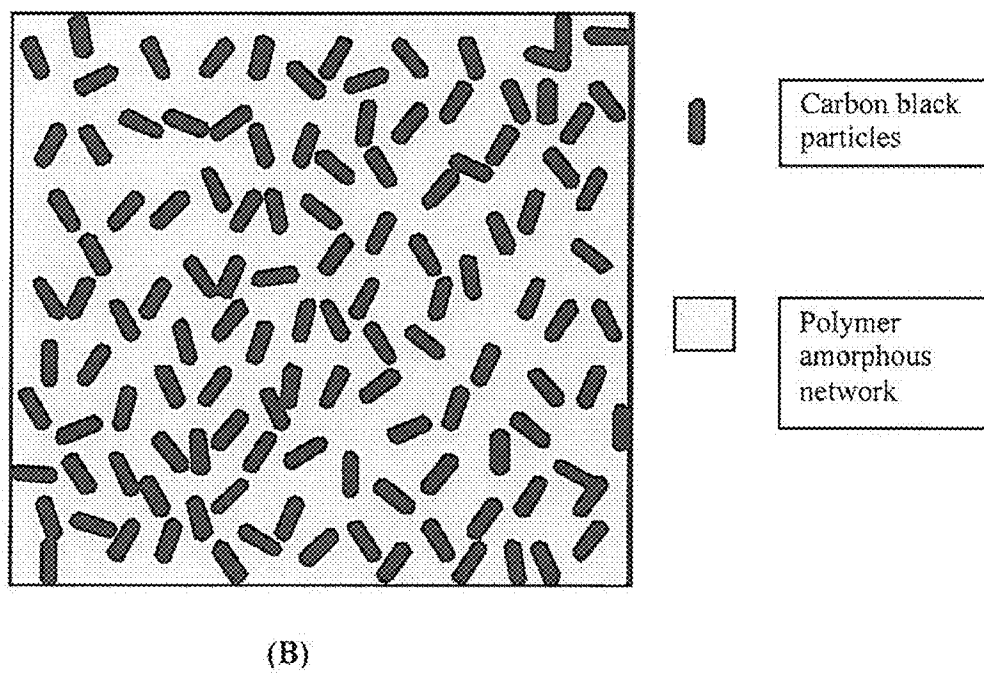 Carbon black
particles
Polymer
amorphous
network
(B)